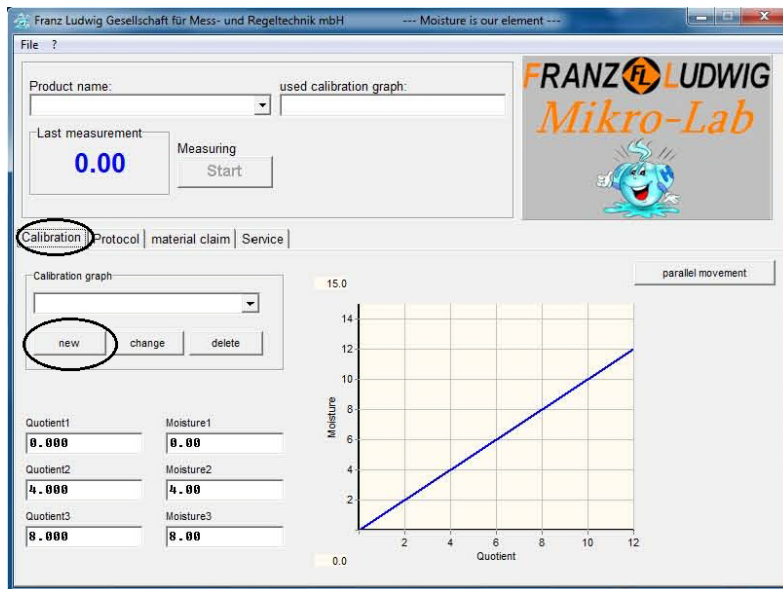 Franz Ludwig Gesellschaft für Mess- und Regeltechnik mbH --- Moisture is our element ---
File ?
Product name: used calibration graph:
FRANZ FL LUDWIG
Mikro-Lab
Last measurement
0.00
Measuring
Start
Calibration Protocol material claim Service
Calibration graph
new change delete
parallel movement
15.0
14
12
10
8
6
4
2
Moisture
2 4 6 8 10 12
Quotient
0.0
Quotient1 Moisture1
0.000 0.00
Quotient2 Moisture2
4.000 4.00
Quotient3 Moisture3
8.000 8.00